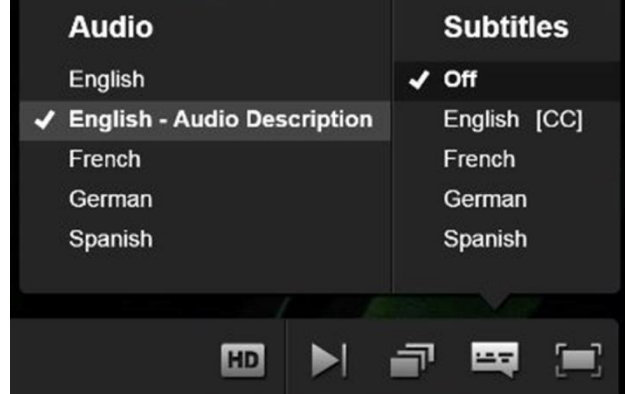 Audio
English
English - Audio Description
French
German
Spanish
Subtitles
Off
English [CC]
French
German
Spanish
HD